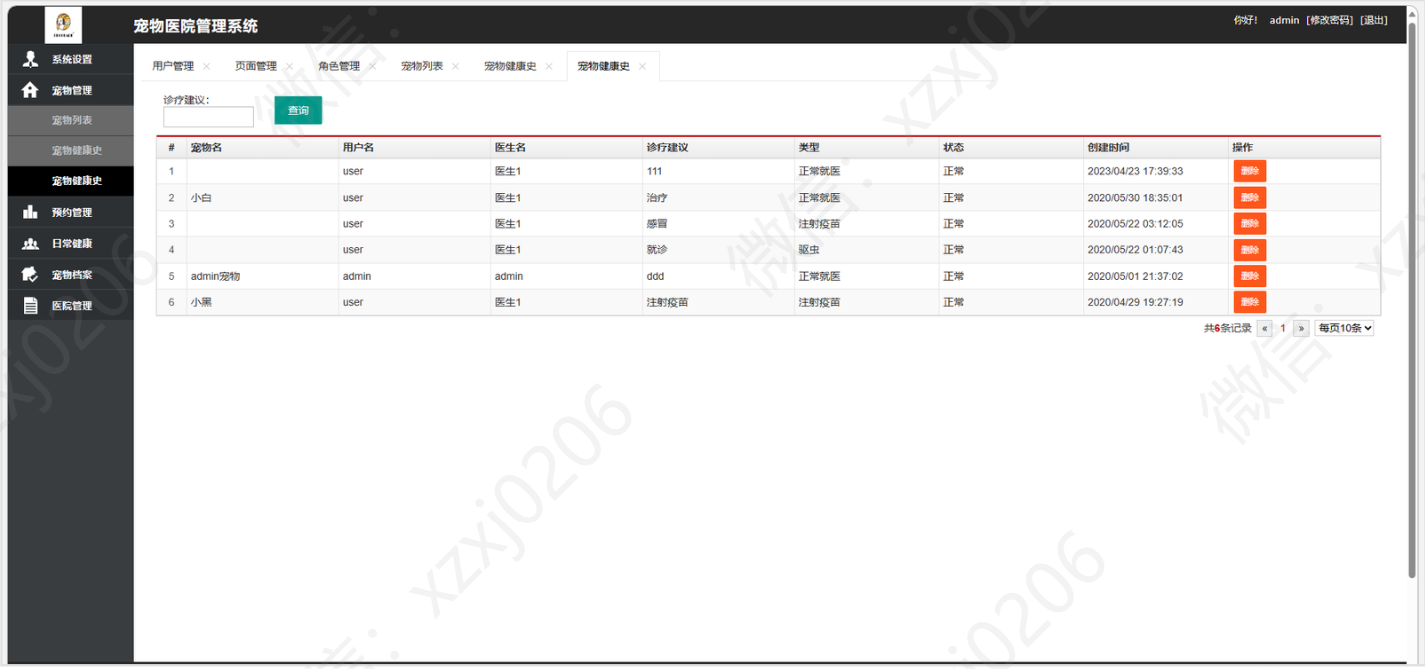 宠物医院管理系统
你好! admin [修改密码] [退出]
系统设置
宠物管理
宠物列表
宠物健康史
宠物健康史
预约管理
日常健康
宠物档案
医院管理
用户管理 × 页面管理 × 角色管理 × 宠物列表 × 宠物健康史 × 宠物健康史 ×
诊疗建议:
查询
# 宠物名 用户名 医生名 诊疗建议 类型 状态 创建时间 操作
1 user 医生1 111 正常就医 正常 2023/04/23 17:39:33 删除
2 小白 user 医生1 治疗 正常就医 正常 2020/05/30 18:35:01 删除
3 user 医生1 感冒 注射疫苗 正常 2020/05/22 03:12:05 删除
4 user 医生1 就诊 驱虫 正常 2020/05/22 01:07:43 删除
5 admin宠物 admin admin ddd 正常就医 正常 2020/05/01 21:37:02 删除
6 小黑 user 医生1 注射疫苗 注射疫苗 正常 2020/04/29 19:27:19 删除
共6条记录 « 1 » 每页10条
微信: xzxj0206